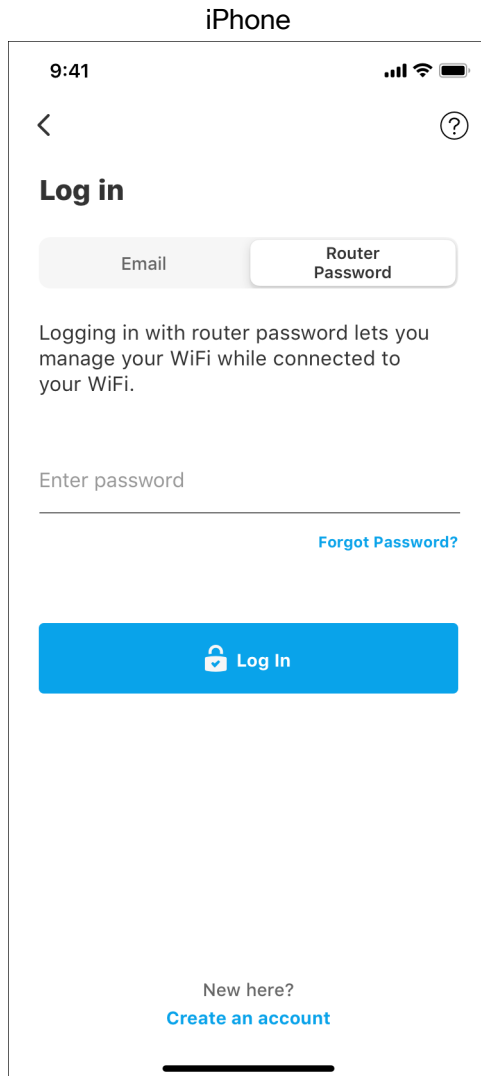 iPhone
9:41
Log in
Email
Router
Password
Logging in with router password lets you
manage your WiFi while connected to
your WiFi.
Enter password
Forgot Password?
Log In
New here?
Create an account